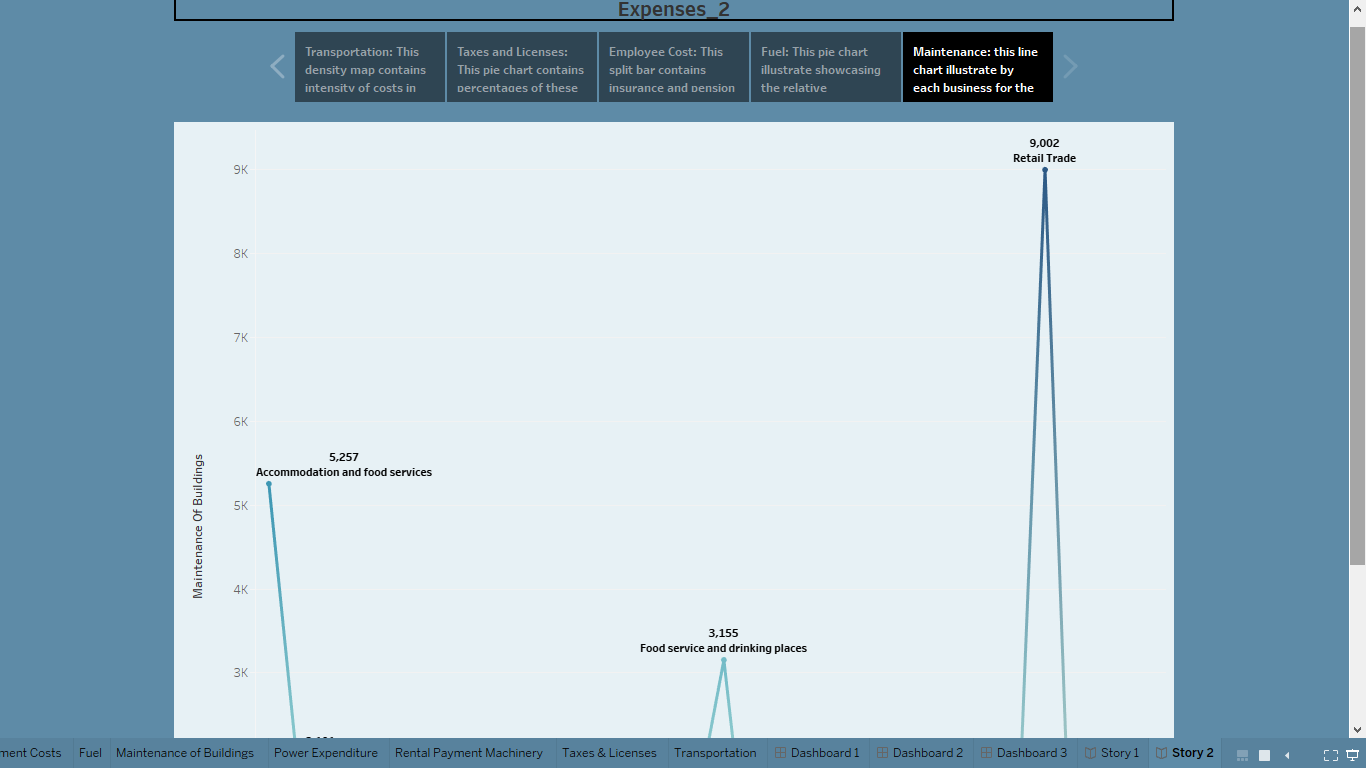 Expenses_2
Transportation: This
density map contains
intensity of costs in
Taxes and Licenses:
This pie chart contains
percentages of these
Employee Cost: This
split bar contains
insurance and pension
Fuel: This pie chart
illustrate showcasing
the relative
Maintenance: this line
chart illustrate by
each business for the
9,002
Retail Trade
9K
8K
7K
6K
5,257
Accommodation and food services
Maintenance Of Buildings
5K
4K
3,155
Food service and drinking places
3K
ment Costs
Fuel
Maintenance of Buildings
Power Expenditure
Rental Payment Machinery
Taxes & Licenses
Transportation
Dashboard 1
Dashboard 2
Dashboard 3
Story 1
Story 2